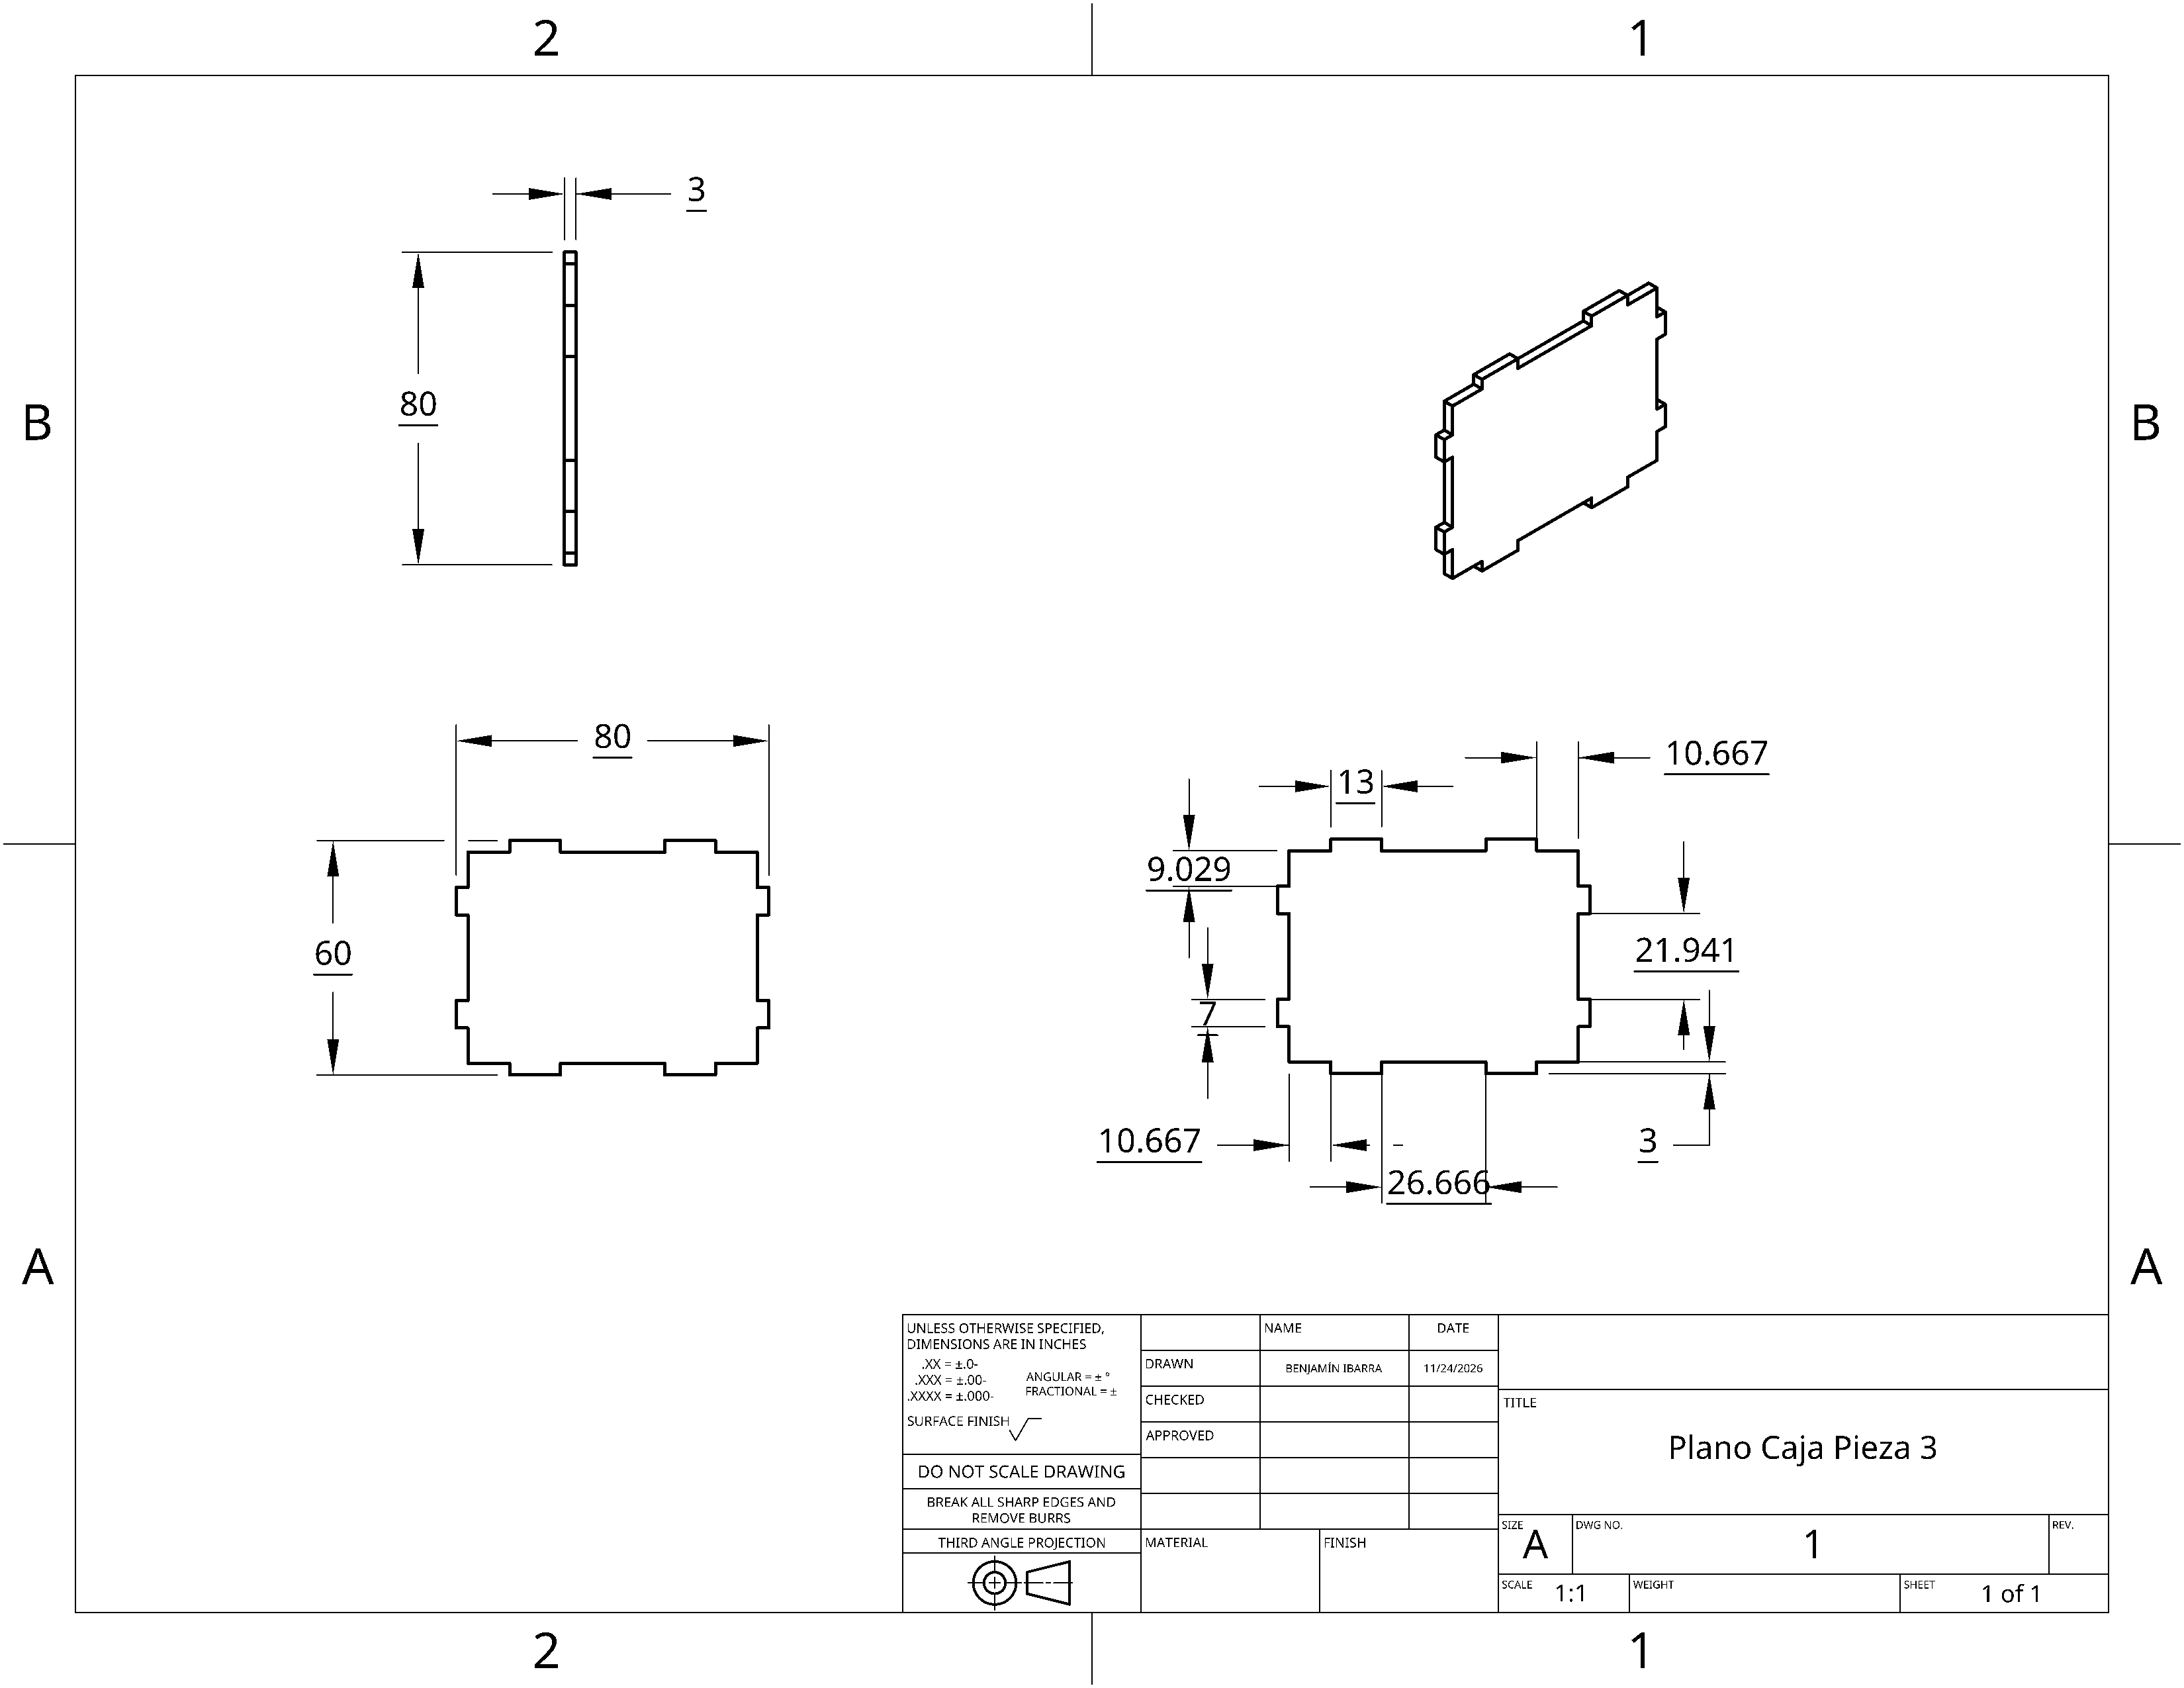 2
1
3
80
B
B
80
10.667
13
9.029
60
21.941
7
10.667
3
26.666
A
A
UNLESS OTHERWISE SPECIFIED,
DIMENSIONS ARE IN INCHES
.XX = ±.0-
.XXX = ±.00-
.XXXX = ±.000-
ANGULAR = ± °
FRACTIONAL = ±
SURFACE FINISH
DO NOT SCALE DRAWING
BREAK ALL SHARP EDGES AND
REMOVE BURRS
THIRD ANGLE PROJECTION
NAME
DATE
DRAWN
BENJAMÍN IBARRA
11/24/2026
CHECKED
APPROVED
MATERIAL
FINISH
TITLE
Plano Caja Pieza 3
SIZE
A
DWG NO.
1
REV.
SCALE
1:1
WEIGHT
SHEET
1 of 1
2
1